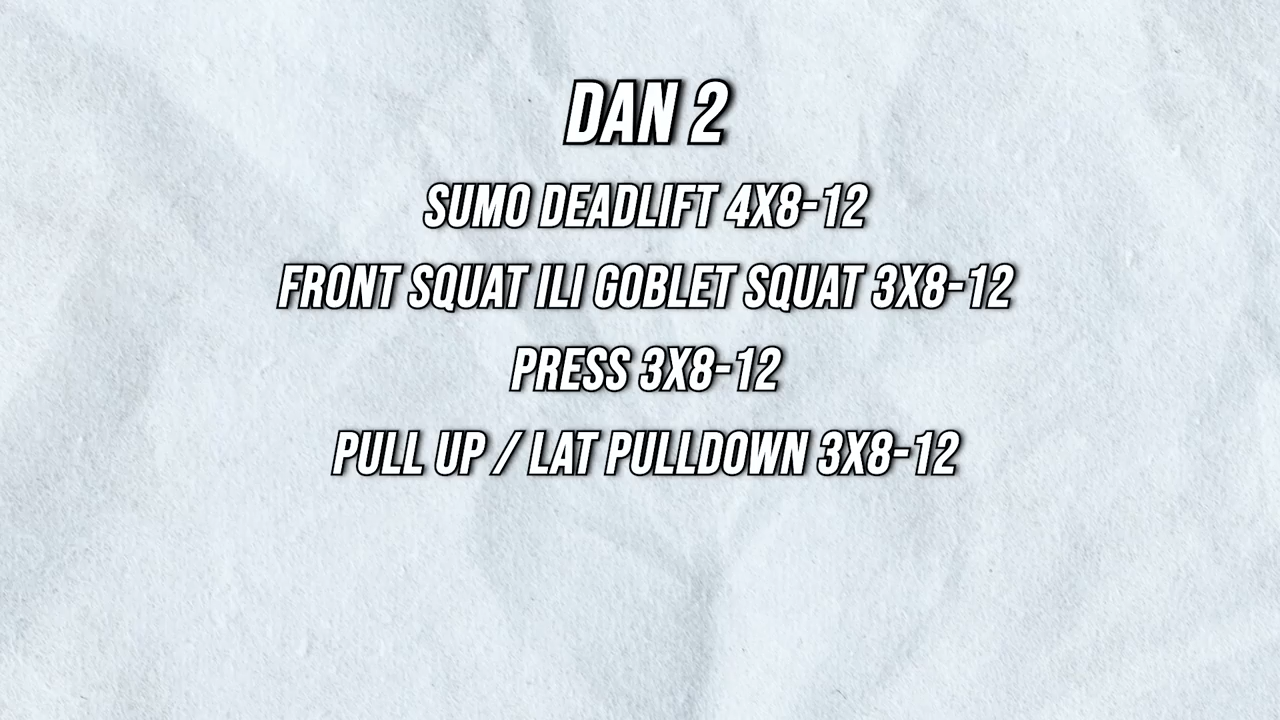 DAN 2
SUMO DEADLIFT 4X8-12
FRONT SQUAT ILI GOBLET SQUAT 3X8-12
PRESS 3X8-12
PULL UP / LAT PULLDOWN 3X8-12